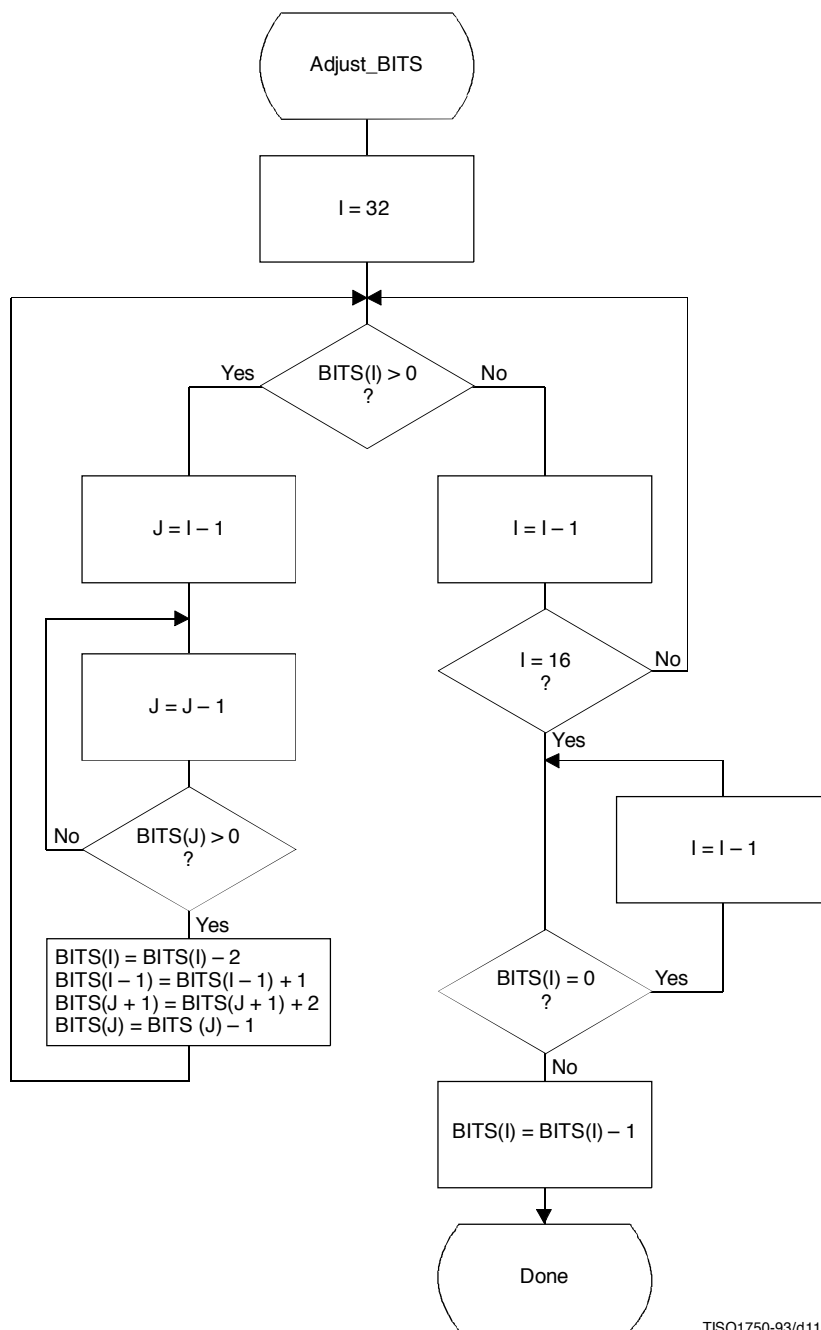 Adjust_BITS
I = 32
BITS(I) > 0
?
Yes
No
J = I – 1
I = I – 1
J = J – 1
I = 16
?
No
Yes
I = I – 1
BITS(J) > 0
?
No
Yes
BITS(I) = BITS(I) – 2
BITS(I – 1) = BITS(I – 1) + 1
BITS(J + 1) = BITS(J + 1) + 2
BITS(J) = BITS (J) – 1
BITS(I) = 0
?
Yes
No
BITS(I) = BITS(I) – 1
Done
TISO1750-93/d11